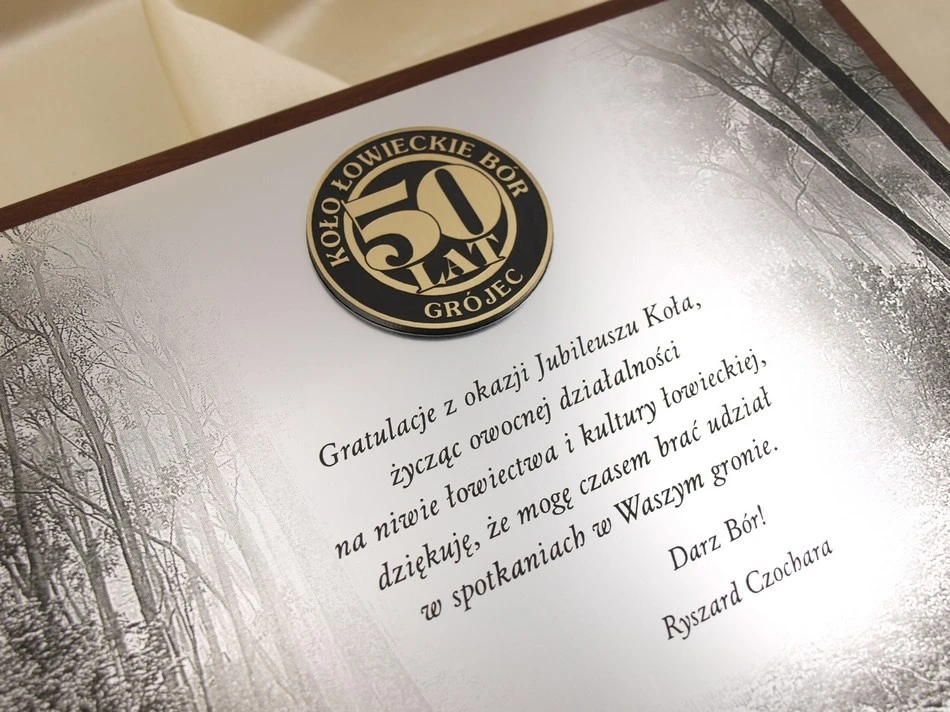 KOŁO ŁOWIECKIE BÓR
50
LAT
GRÓJEC
Gratulacje z okazji Jubileuszu Koła,
życząc owocnej działalności
na niwie łowiectwa i kultury łowieckiej,
dziękuję, że mogę czasem brać udział
w spotkaniach w Waszym gronie.
Darz Bór!
Ryszard Czochara